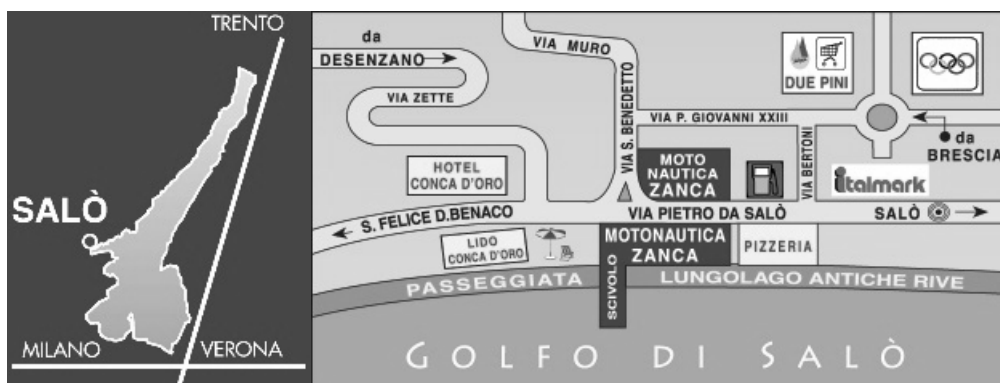 TRENTO
SALÒ
MILANO
VERONA
da
DESENZANO
VIA MURO
VIA ZETTE
VIA S. BENEDETTO
DUE PINI
VIA P. GIOVANNI XXIII
da
BRESCIA
VIA BERTONI
HOTEL
CONCA D'ORO
MOTO
NAUTICA
ZANCA
italmark
S. FELICE D.BENACO
VIA PIETRO DA SALÒ
SALÒ
LIDO
CONCA D'ORO
MOTONAUTICA
ZANCA
PIZZERIA
SCIVOLO
PASSEGGIATA
LUNGOLAGO ANTICHE RIVE
GOLFO DI SALÒ